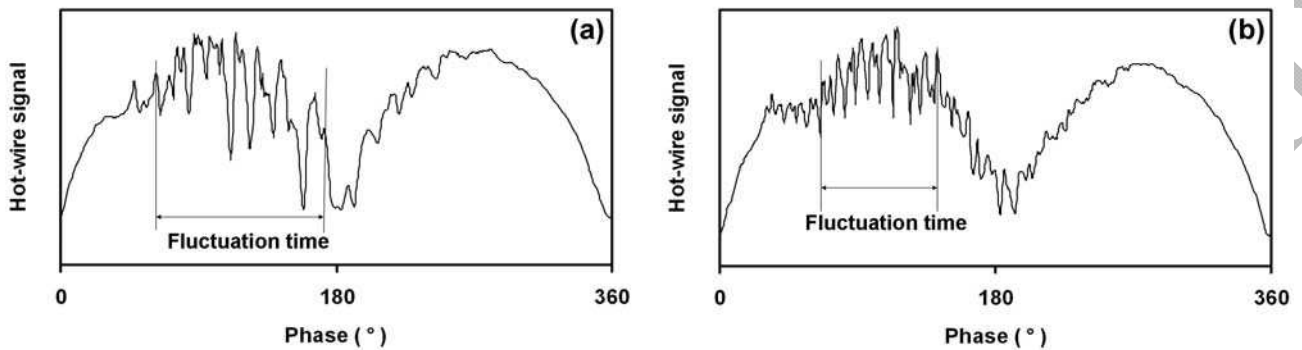 (a)
Hot-wire signal
Fluctuation time
0 180 360
Phase ( ° )
(b)
Hot-wire signal
Fluctuation time
0 180 360
Phase ( ° )